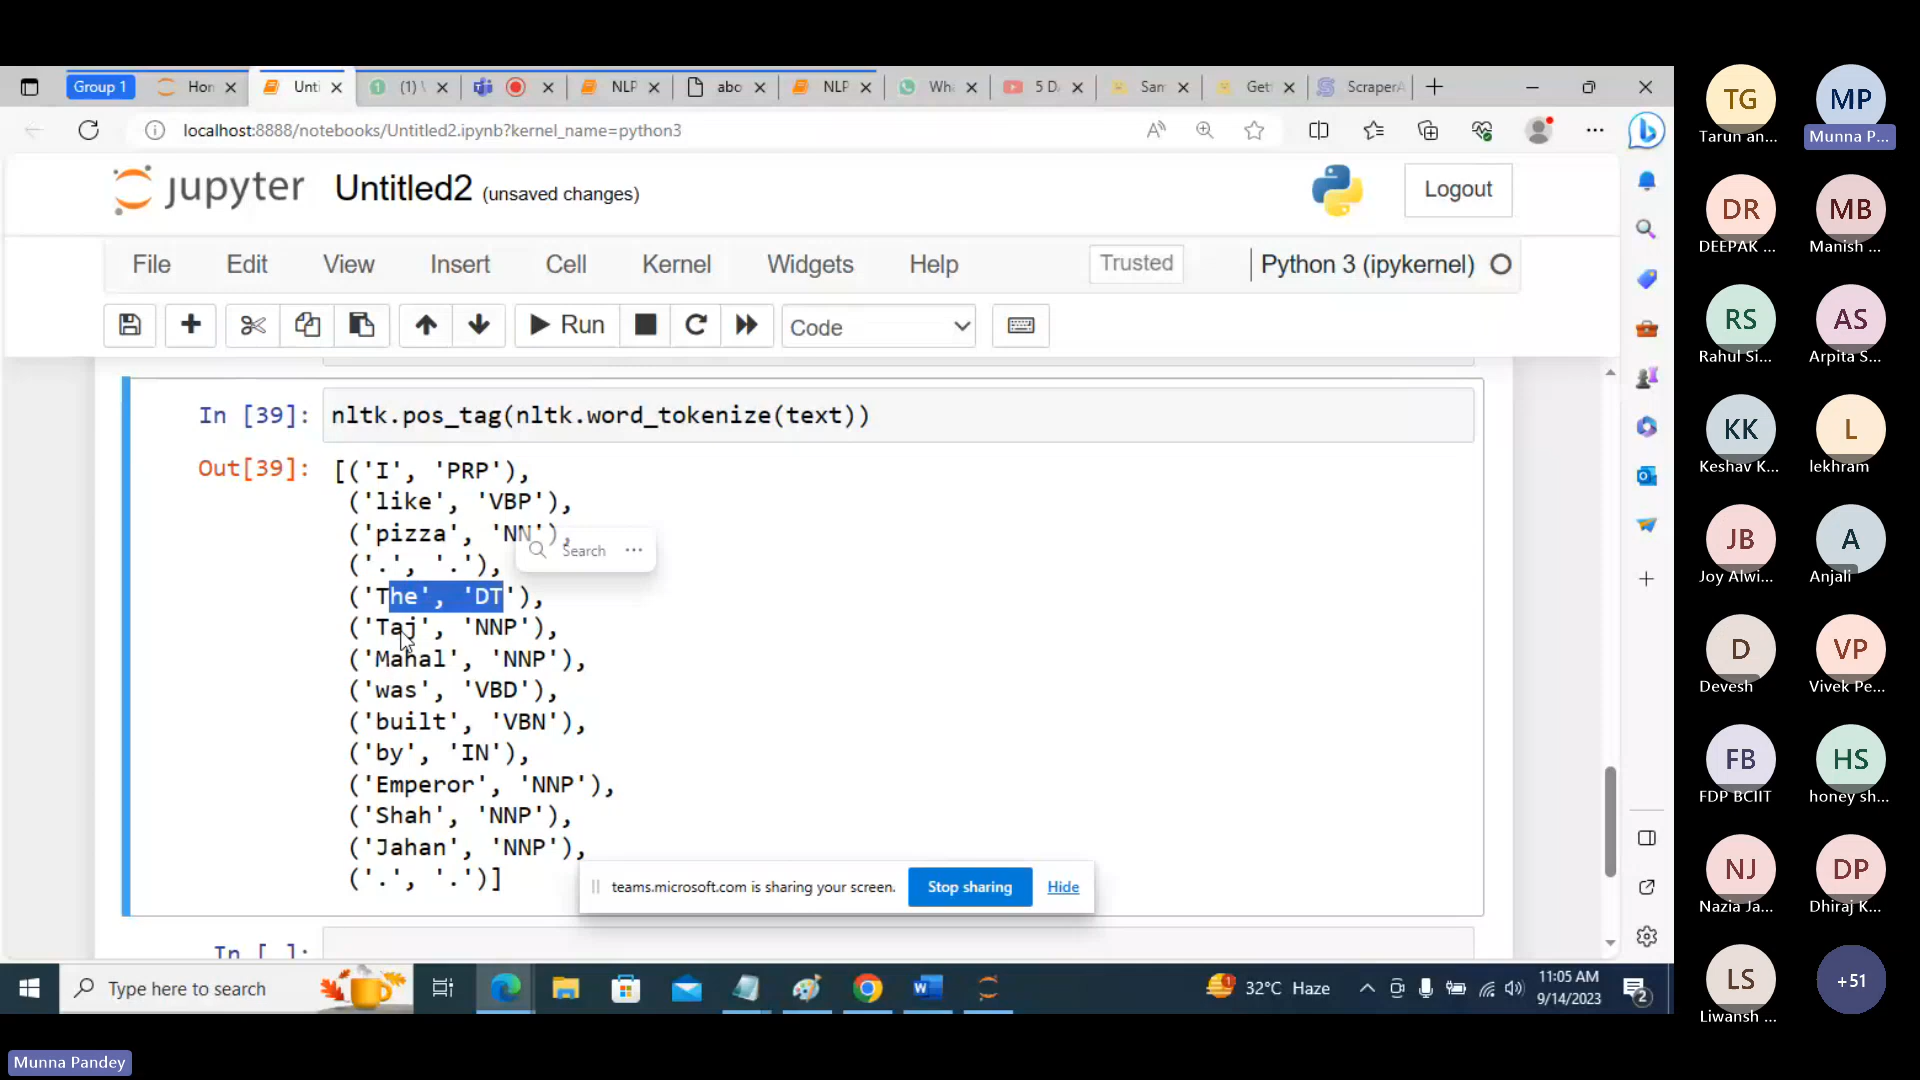 Group 1
Hon
Unti
(1)
NLP
abo
NLP
Wha
5 D
San
Get
ScraperA
localhost:8888/notebooks/Untitled2.ipynb?kernel_name=python3
jupyter Untitled2 (unsaved changes)
Logout
File Edit View Insert Cell Kernel Widgets Help
Trusted
Python 3 (ipykernel)
Run
Code
In [39]: nltk.pos_tag(nltk.word_tokenize(text))
Out[39]: [('I', 'PRP'),
('like', 'VBP'),
('pizza', 'NN'),
Search
('.', '.'),
('The', 'DT'),
('Taj', 'NNP'),
('Mahal', 'NNP'),
('was', 'VBD'),
('built', 'VBN'),
('by', 'IN'),
('Emperor', 'NNP'),
('Shah', 'NNP'),
('Jahan', 'NNP'),
('.', '.')]
teams.microsoft.com is sharing your screen. Stop sharing Hide
In [ ]:
Type here to search
32°C Haze
11:05 AM
9/14/2023
2
TG
Tarun an...
MP
Munna P...
DR
DEEPAK ...
MB
Manish ...
RS
Rahul Si...
AS
Arpita S...
KK
Keshav K...
L
lekhram
JB
Joy Alwi...
A
Anjali
D
Devesh
VP
Vivek Pe...
FB
FDP BCIIT
HS
honey sh...
NJ
Nazia Ja...
DP
Dhiraj K...
LS
Liwansh ...
+51
Munna Pandey